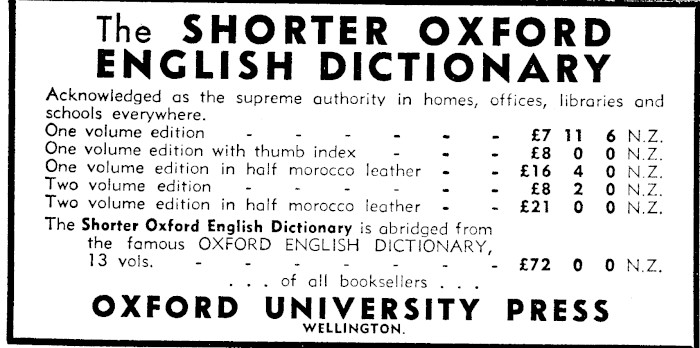 The SHORTER OXFORD
ENGLISH DICTIONARY
Acknowledged as the supreme authority in homes, offices, libraries and
schools everywhere.
One volume edition - - - - - - £7 11 6 N.Z.
One volume edition with thumb index - - - £8 0 0 N.Z.
One volume edition in half morocco leather - - £16 4 0 N.Z.
Two volume edition - - - - - - £8 2 0 N.Z.
Two volume edition in half morocco leather - - £21 0 0 N.Z.
The Shorter Oxford English Dictionary is abridged from
the famous OXFORD ENGLISH DICTIONARY,
13 vols. - - - - - - - £72 0 0 N.Z.
. . . of all booksellers . . .
OXFORD UNIVERSITY PRESS
WELLINGTON.